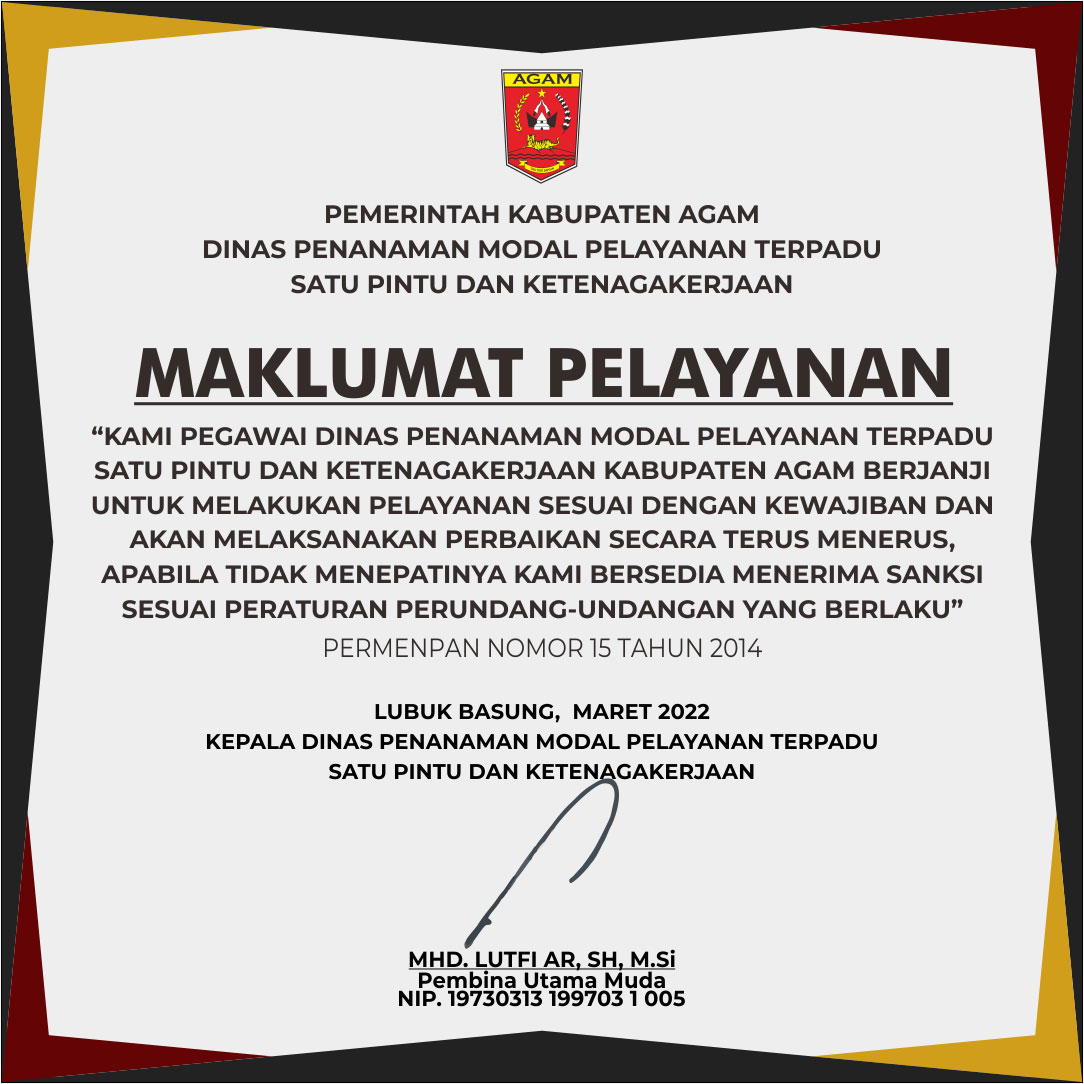 AGAM
PEMERINTAH KABUPATEN AGAM
DINAS PENANAMAN MODAL PELAYANAN TERPADU
SATU PINTU DAN KETENAGAKERJAAN
MAKLUMAT PELAYANAN
“KAMI PEGAWAI DINAS PENANAMAN MODAL PELAYANAN TERPADU
SATU PINTU DAN KETENAGAKERJAAN KABUPATEN AGAM BERJANJI
UNTUK MELAKUKAN PELAYANAN SESUAI DENGAN KEWAJIBAN DAN
AKAN MELAKSANAKAN PERBAIKAN SECARA TERUS MENERUS,
APABILA TIDAK MENEPATINYA KAMI BERSEDIA MENERIMA SANKSI
SESUAI PERATURAN PERUNDANG-UNDANGAN YANG BERLAKU”
PERMENPAN NOMOR 15 TAHUN 2014
LUBUK BASUNG,  MARET 2022
KEPALA DINAS PENANAMAN MODAL PELAYANAN TERPADU
SATU PINTU DAN KETENAGAKERJAAN
MHD. LUTFI AR, SH, M.Si
Pembina Utama Muda
NIP. 19730313 199703 1 005